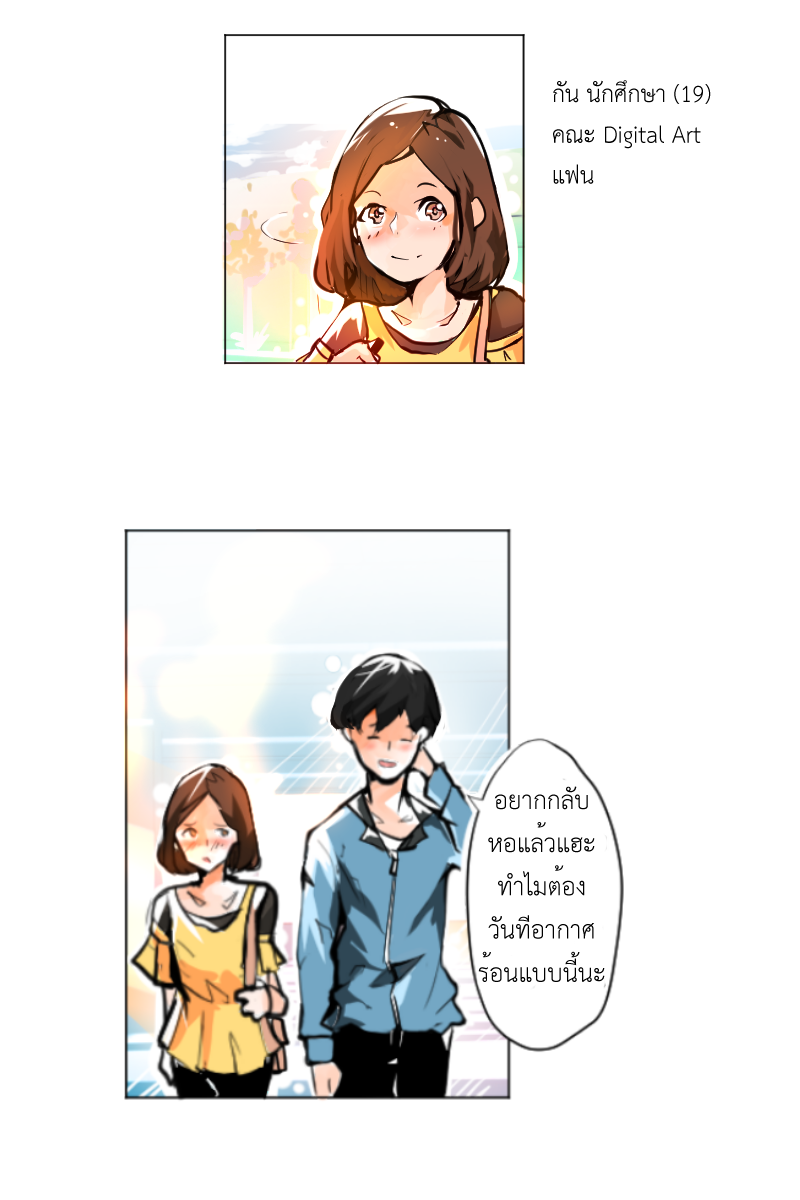 กัน นักศึกษา (19)
คณะ Digital Art
แฟน
อยากกลับ
หอแล้วแฮะ
ทำไมต้อง
วันทีอากาศ
ร้อนแบบนี้นะ